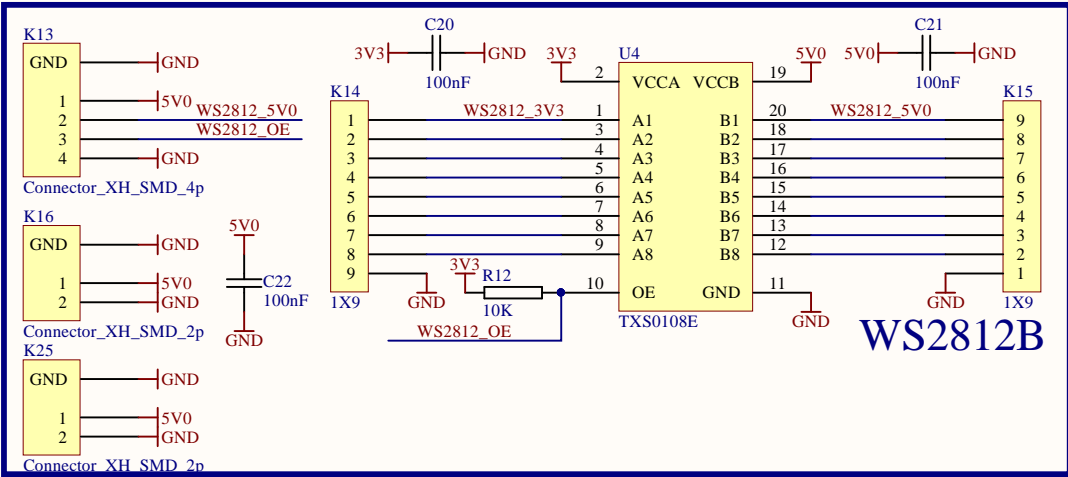 K13
GND
GND
1
5V0
2
WS2812_5V0
3
WS2812_OE
4
GND
Connector_XH_SMD_4p
K16
GND
GND
1
5V0
2
GND
Connector_XH_SMD_2p
K25
GND
GND
1
5V0
2
GND
Connector_XH_SMD_2p
5V0
C22
100nF
GND
C20
3V3
GND
100nF
K14
1
2
3
4
5
6
7
8
9
1X9
GND
WS2812_3V3
3V3
R12
10K
WS2812_OE
3V3
U4
2 VCCA VCCB 19
1 A1 B1 20
3 A2 B2 18
4 A3 B3 17
5 A4 B4 16
6 A5 B5 15
7 A6 B6 14
8 A7 B7 13
9 A8 B8 12
10 OE GND 11
TXS0108E
5V0
GND
C21
5V0
GND
100nF
WS2812_5V0
K15
9
8
7
6
5
4
3
2
1
1X9
GND
WS2812B